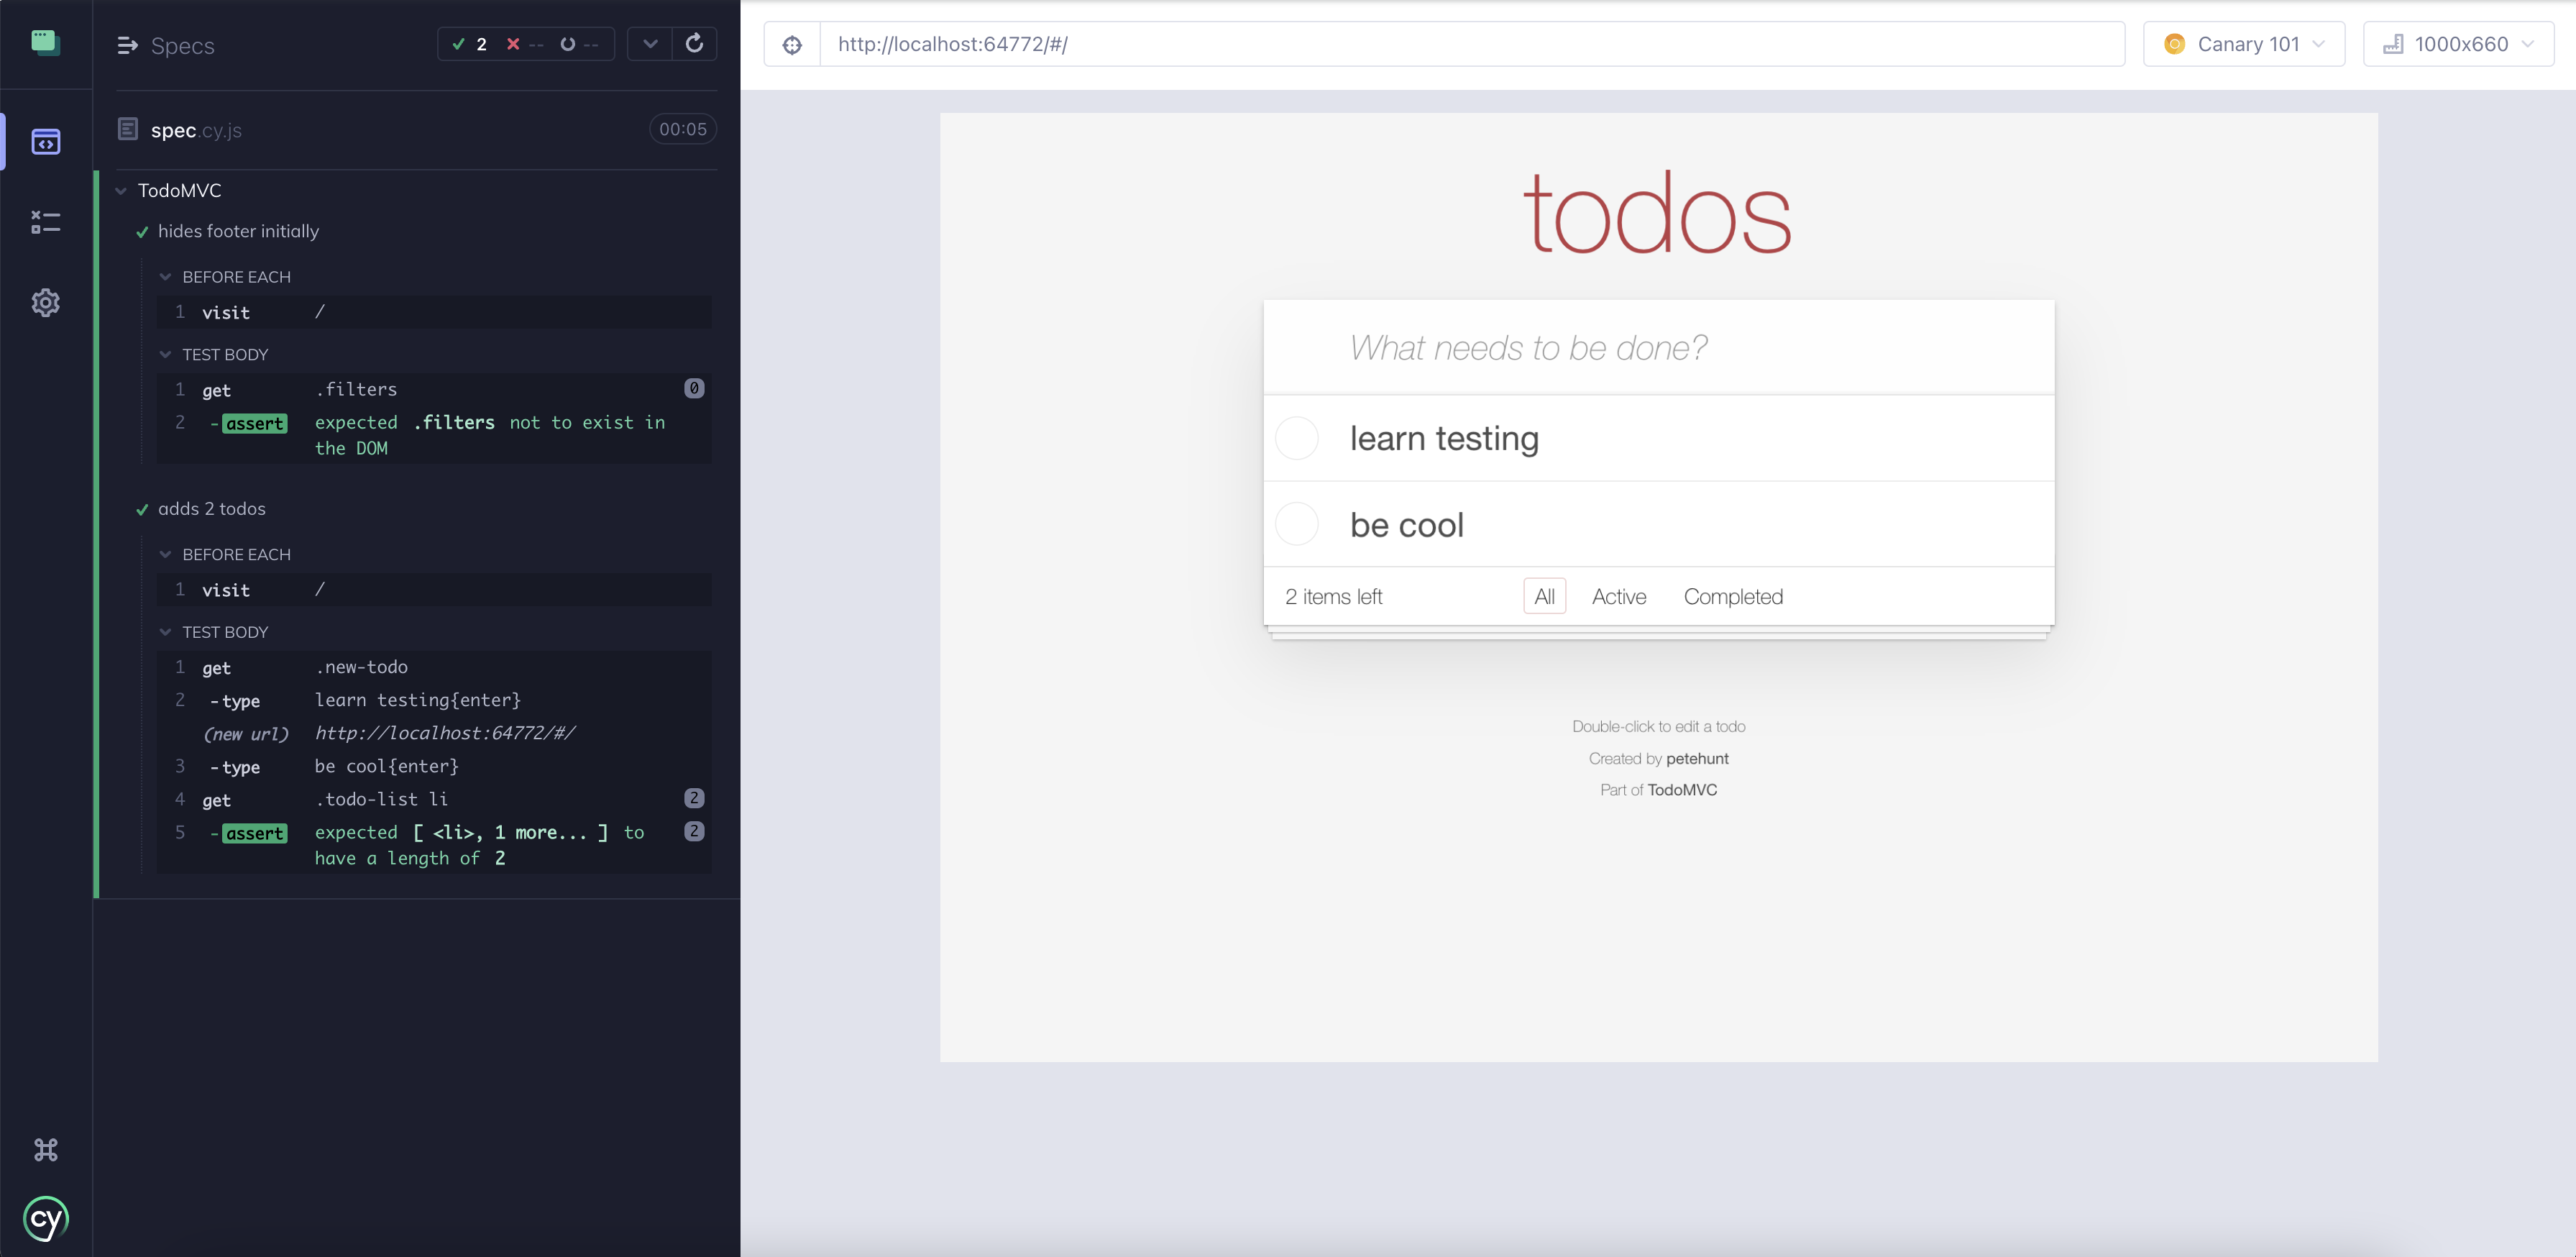 Specs
2 -- --
spec.cy.js 00:05
TodoMVC
hides footer initially
BEFORE EACH
1 visit /
TEST BODY
1 get .filters 0
2 -assert expected .filters not to exist in
the DOM
adds 2 todos
BEFORE EACH
1 visit /
TEST BODY
1 get .new-todo
2 -type learn testing{enter}
(new url) http://localhost:64772/#/
3 -type be cool{enter}
4 get .todo-list li 2
5 -assert expected [ <li>, 1 more... ] to 2
have a length of 2
cy
http://localhost:64772/#/ Canary 101 1000x660
todos
What needs to be done?
learn testing
be cool
2 items left All Active Completed
Double-click to edit a todo
Created by petehunt
Part of TodoMVC